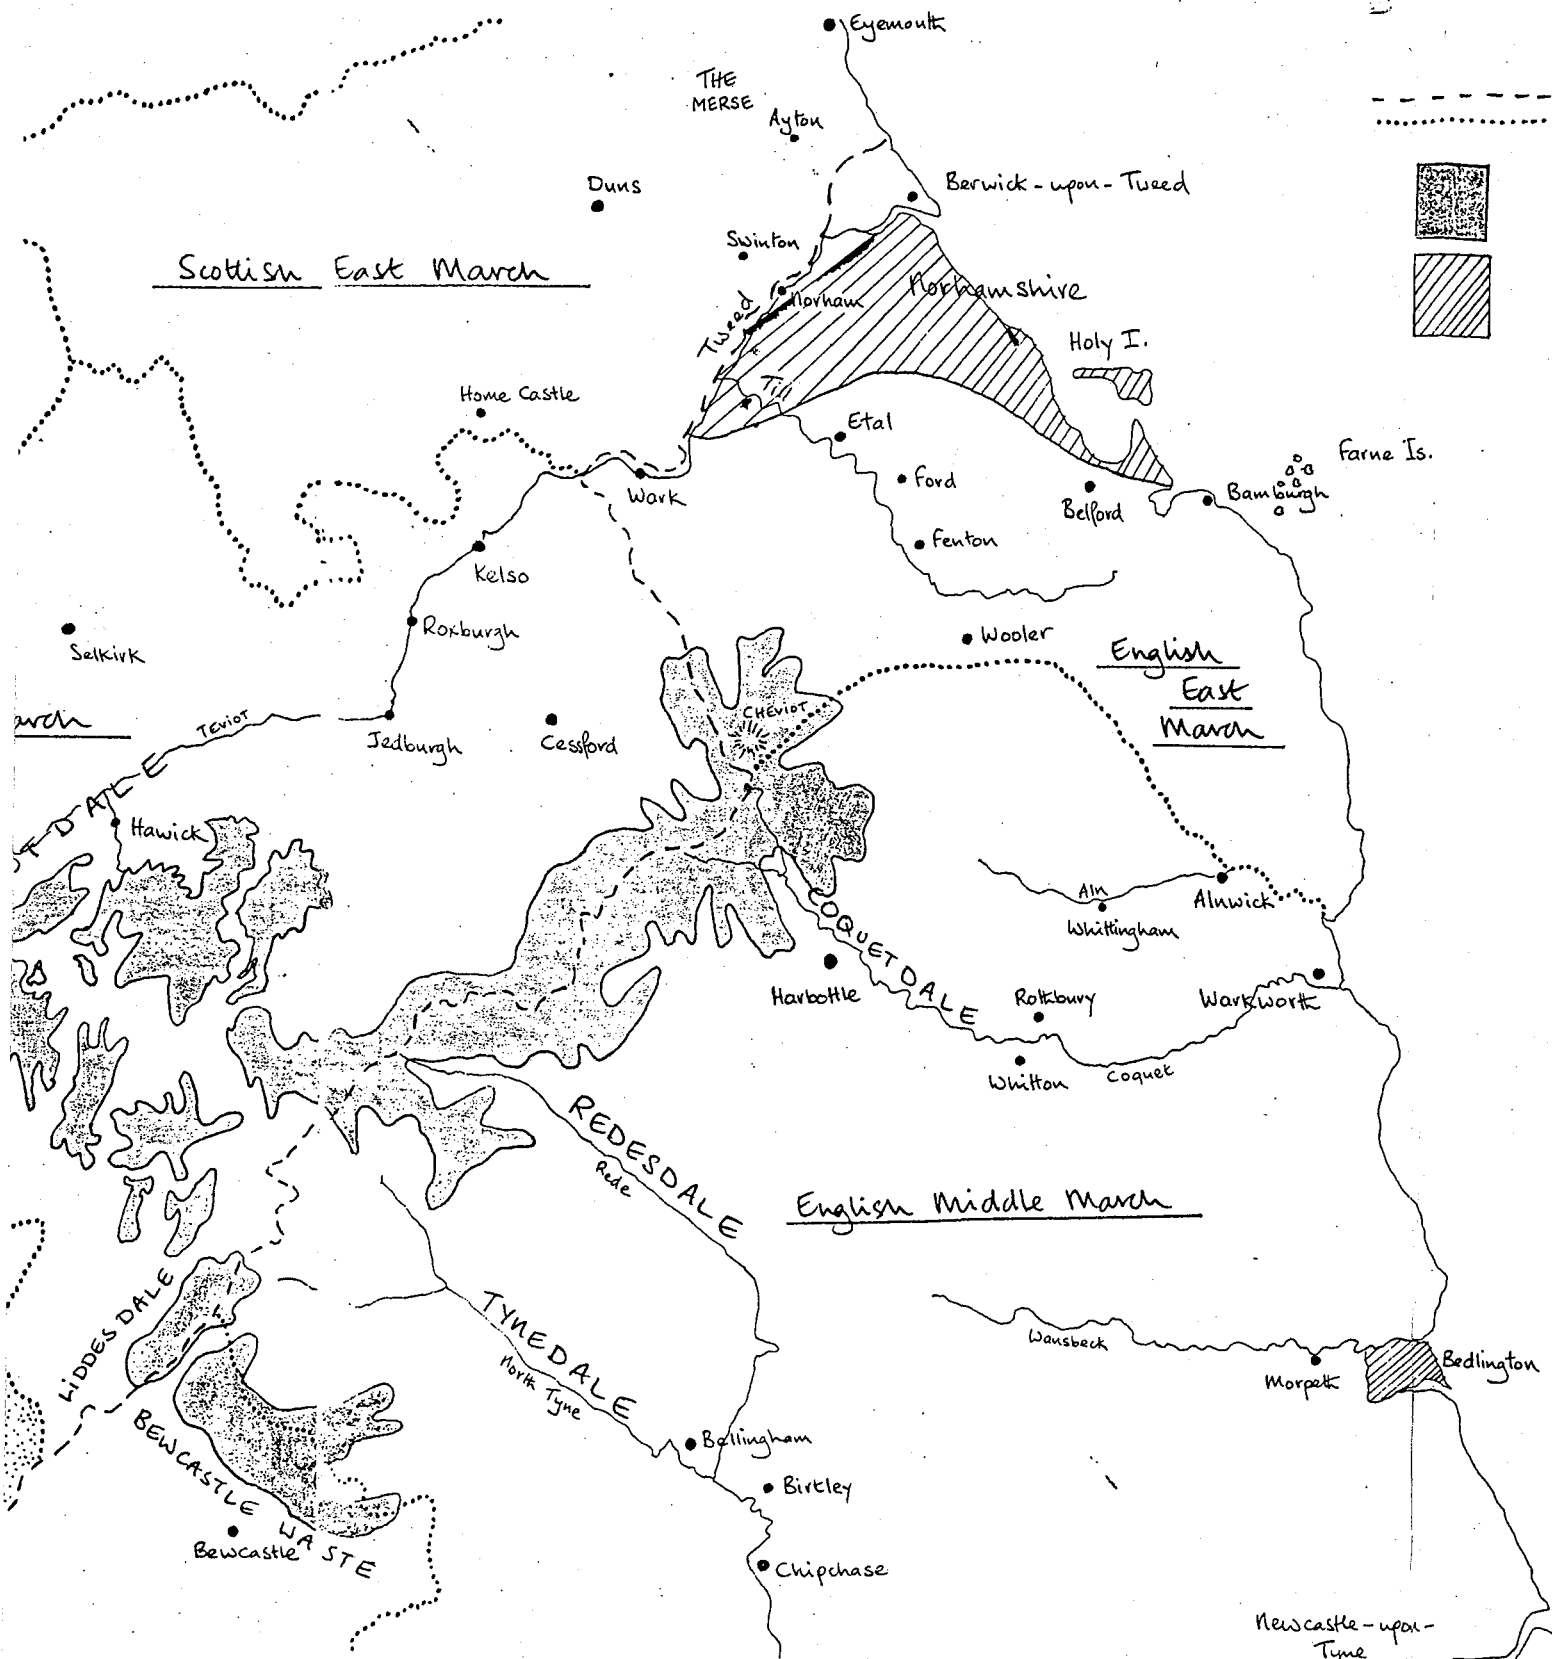 Eyemouth
THE
MERSE
Ayton
Duns
Berwick-upon-Tweed
Swinton
Scottish East March
Norham
Norhamshire
Tweed
Holy I.
Till
Home Castle
Etal
Farne Is.
Ford
Wark
Belford
Bamburgh
Fenton
Kelso
Roxburgh
Wooler
Selkirk
English
East
March
arch
TEVIOT
CHEVIOT
Jedburgh
Cessford
TDALE
Hawick
COQUETDALE
Aln
Alnwick
Whittingham
Harbottle
Rothbury
Warkworth
Whitton
Coquet
REDESDALE
Rede
English Middle March
LIDDESDALE
TYNEDALE
North Tyne
Wansbeck
Morpeth
Bedlington
BEWCASTLE WASTE
Bellingham
Birtley
Bewcastle
Chipchase
Newcastle-upon-
Tyne